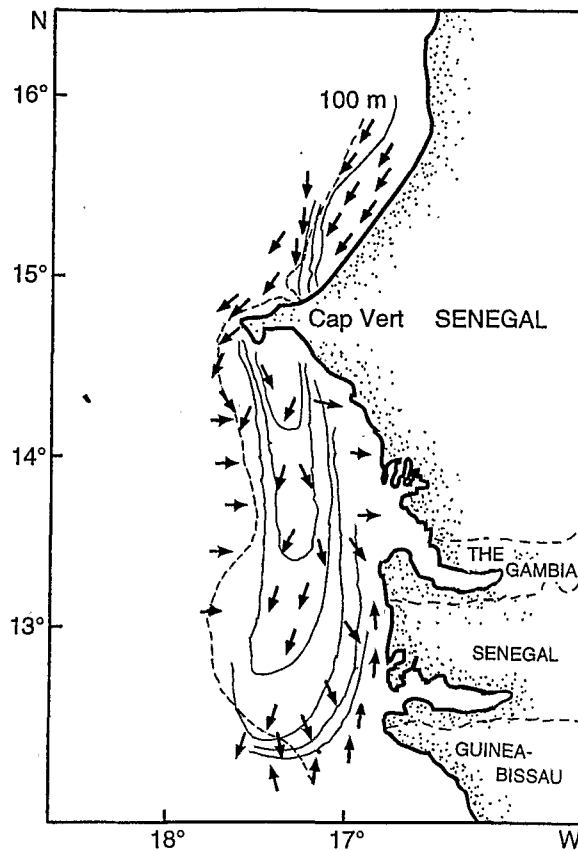 N
16°
100 m
15°
Cap Vert SENEGAL
14°
THE
GAMBIA
13°
SENEGAL
GUINEA-
BISSAU
18° 17° W